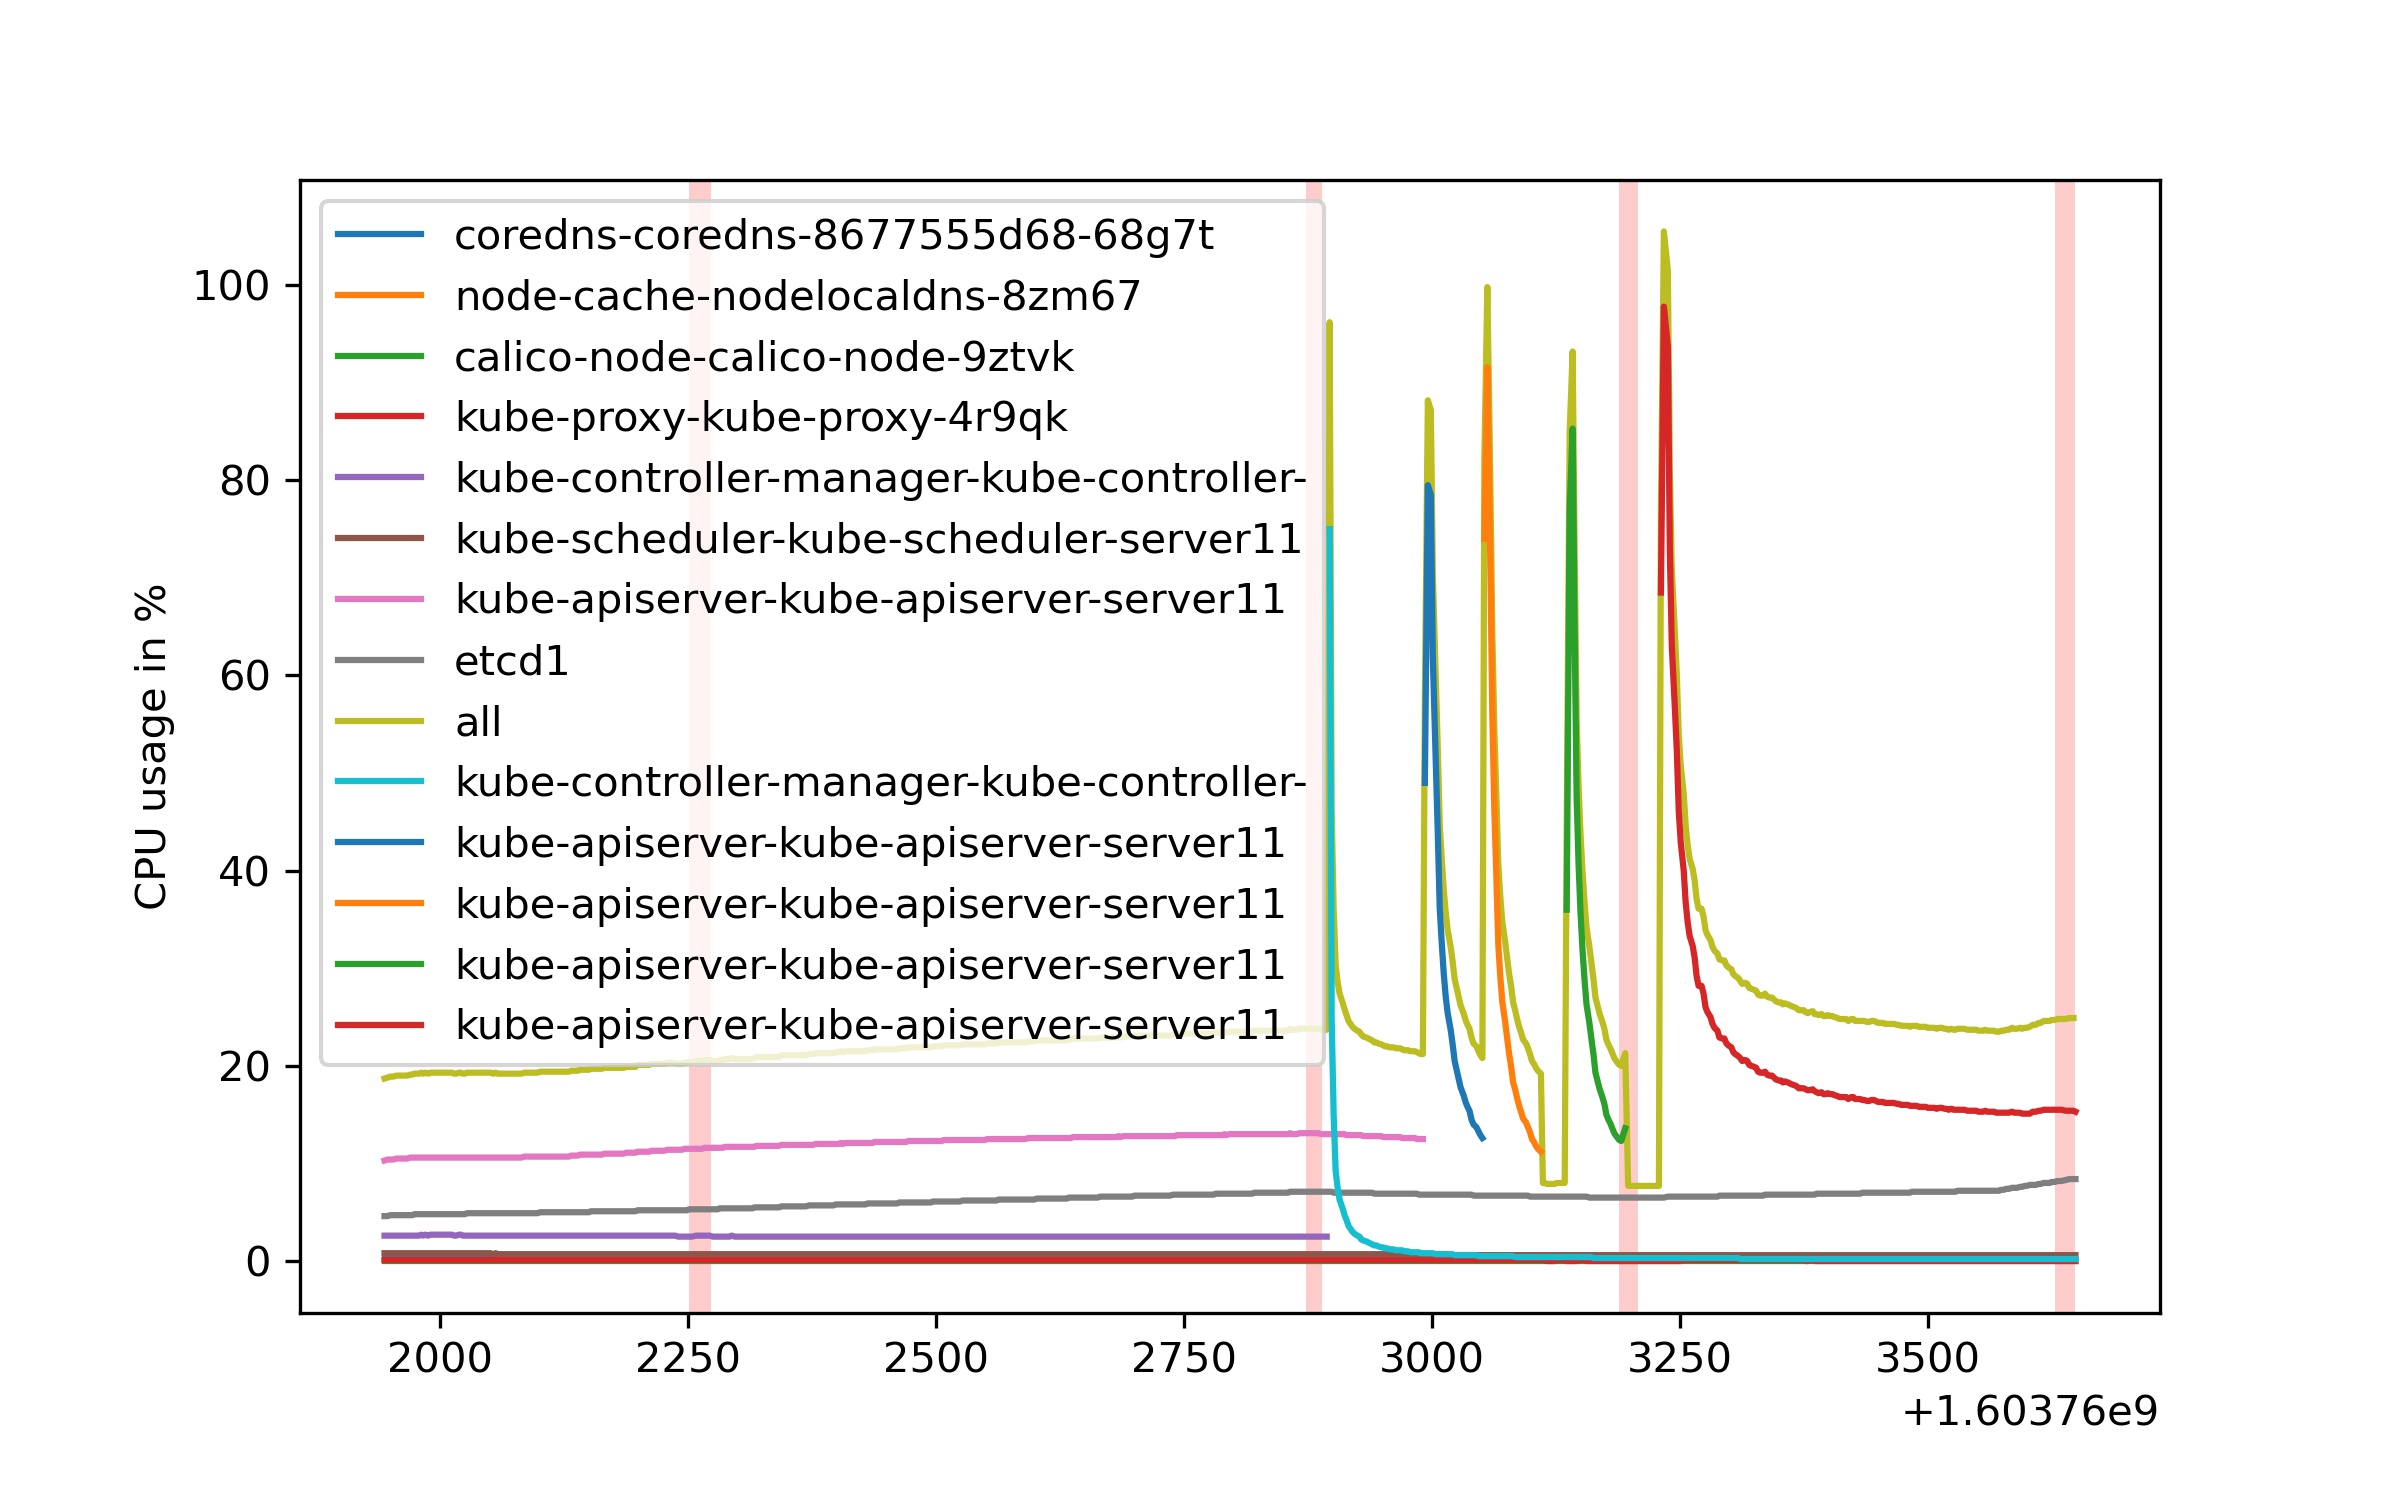 coredns-coredns-8677555d68-68g7t
node-cache-nodelocaldns-8zm67
calico-node-calico-node-9ztvk
kube-proxy-kube-proxy-4r9qk
kube-controller-manager-kube-controller-
kube-scheduler-kube-scheduler-server11
kube-apiserver-kube-apiserver-server11
etcd1
all
kube-controller-manager-kube-controller-
kube-apiserver-kube-apiserver-server11
kube-apiserver-kube-apiserver-server11
kube-apiserver-kube-apiserver-server11
kube-apiserver-kube-apiserver-server11
CPU usage in %
100
80
60
40
20
0
2000 2250 2500 2750 3000 3250 3500
+1.60376e9